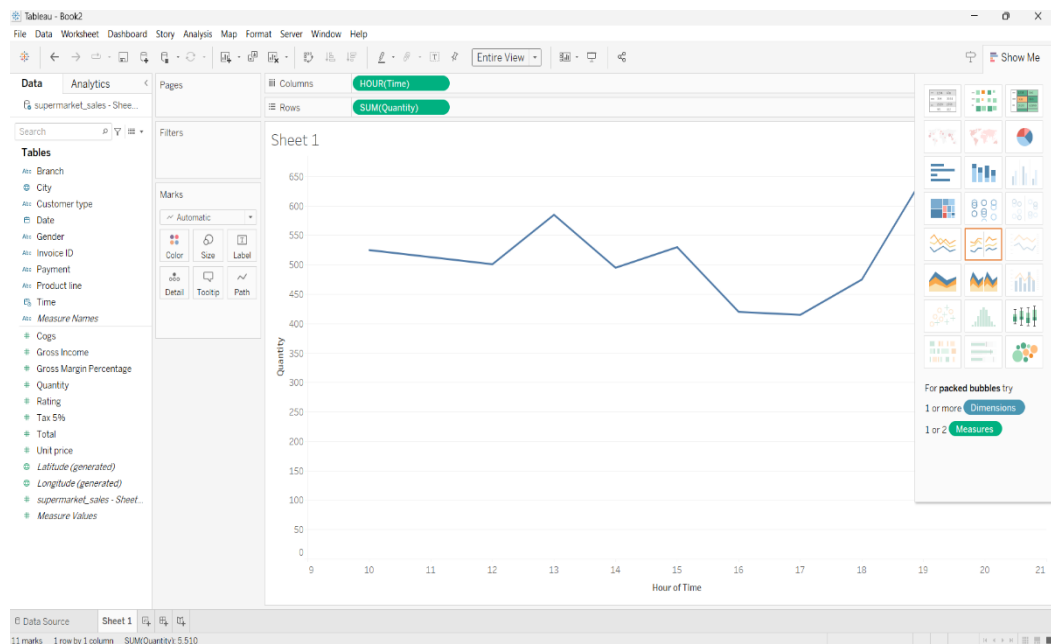 Tableau - Book2
File Data Worksheet Dashboard Story Analysis Map Format Server Window Help
Entire View
Show Me
Data Analytics
Pages
Columns HOUR(Time)
supermarket_sales - Shee...
Rows SUM(Quantity)
Search
Filters
Sheet 1
Tables
Abc Branch
City
Abc Customer type
Date
Abc Gender
Abc Invoice ID
Abc Payment
Abc Product line
Time
Abc Measure Names
Cogs
Gross Income
Gross Margin Percentage
Quantity
Rating
Tax 5%
Total
Unit price
Latitude (generated)
Longitude (generated)
supermarket_sales - Sheet...
Measure Values
Marks
Automatic
Color Size Label
Detail Tooltip Path
650
600
550
500
450
400
350
300
250
200
150
100
50
0
Quantity
9 10 11 12 13 14 15 16 17 18 19 20 21
Hour of Time
For packed bubbles try
1 or more Dimensions
1 or 2 Measures
Data Source Sheet 1
11 marks 1 row by 1 column SUM(Quantity): 5,510